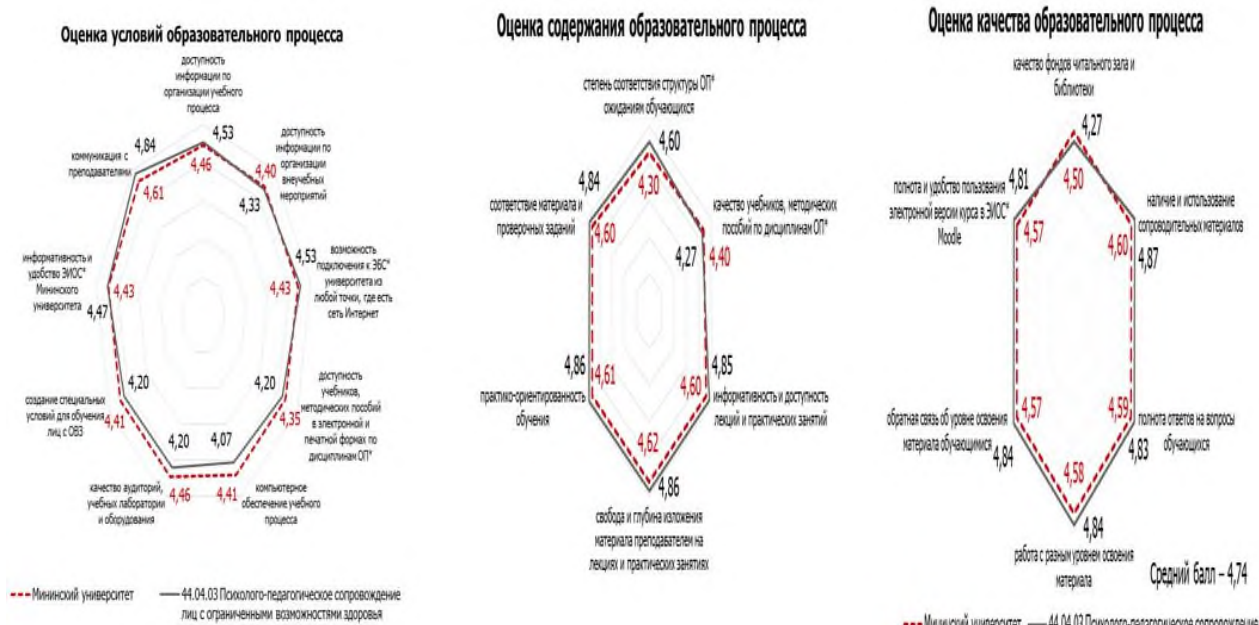 Оценка условий образовательного процесса
доступность
информации по
организации учебного
процесса
4,53
4,46
доступность
информации по
организации
внеучебных
мероприятий
4,40
4,33
возможность
подключения к ЭБС*
университета из
любой точки, где есть
сеть Интернет
4,53
4,43
доступность
учебников,
методических пособий
в электронной и
печатной формах по
дисциплинам ОП*
4,20
4,35
компьютерное
обеспечение учебного
процесса
4,07
4,41
качество аудиторий,
учебных лаборатории
и оборудования
4,20
4,46
создание специальных
условий для обучения
лиц с ОВЗ
4,20
4,41
информативность и
удобство ЭИОС*
Мининского
университета
4,47
4,43
коммуникация с
преподавателями
4,84
4,61
Мининский университет
44.04.03 Психолого-педагогическое сопровождение
лиц с ограниченными возможностями здоровья
Оценка содержания образовательного процесса
степень соответствия структуры ОП*
ожиданиям обучающихся
4,60
4,30
качество учебников, методических
пособий по дисциплинам ОП*
4,27
4,40
4,85
4,60
информативность и доступность
лекций и практических занятий
4,62
4,86
свобода и глубина изложения
материала преподавателем на
лекциях и практических занятиях
4,86
4,61
практико-ориентированность
обучения
4,84
соответствие материала и
проверочных заданий
4,60
Оценка качества образовательного процесса
качество фондов читального зала и
библиотеки
4,27
4,50
наличие и использование
сопроводительных материалов
4,60
4,87
4,59
полнота ответов на вопросы
обучающихся
4,83
4,58
4,84
работа с разным уровнем освоения
материала
4,57
обратная связь об уровне освоения
материала обучающимися
4,84
4,81
полнота и удобство пользования
электронной версии курса в ЭИОС*
Moodle
4,57
Средний балл – 4,74
Мининский университет
44.04.03 Психолого-педагогическое сопровождение